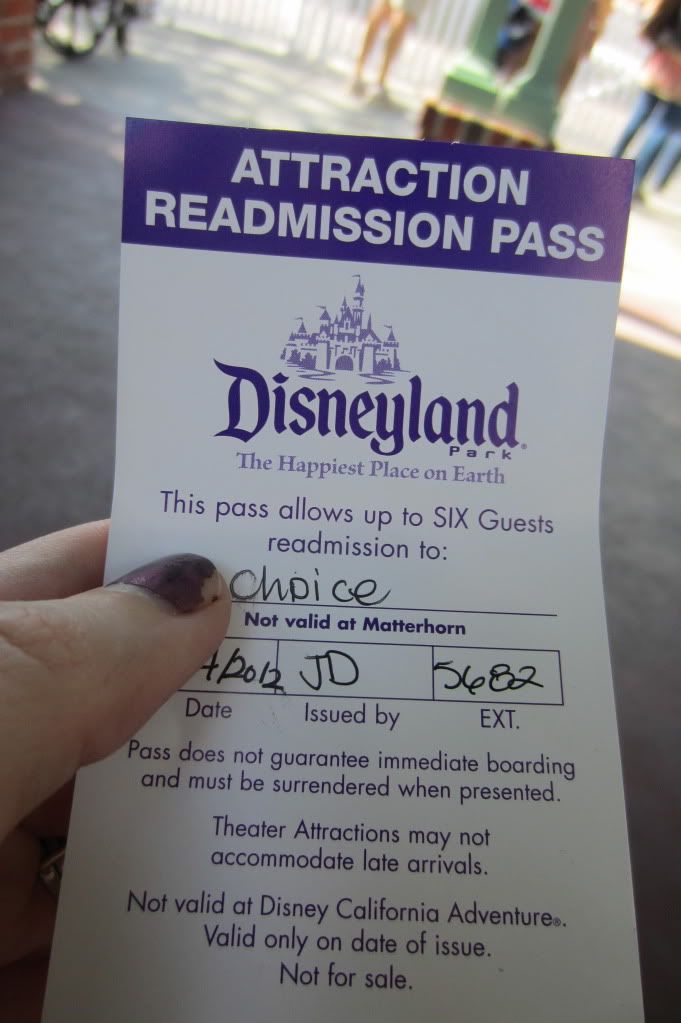 ATTRACTION
READMISSION PASS
Disneyland®
Park
The Happiest Place on Earth
This pass allows up to SIX Guests
readmission to:
Choice
Not valid at Matterhorn
/2012 JD 5682
Date Issued by EXT.
Pass does not guarantee immediate boarding
and must be surrendered when presented.
Theater Attractions may not
accommodate late arrivals.
Not valid at Disney California Adventure®.
Valid only on date of issue.
Not for sale.